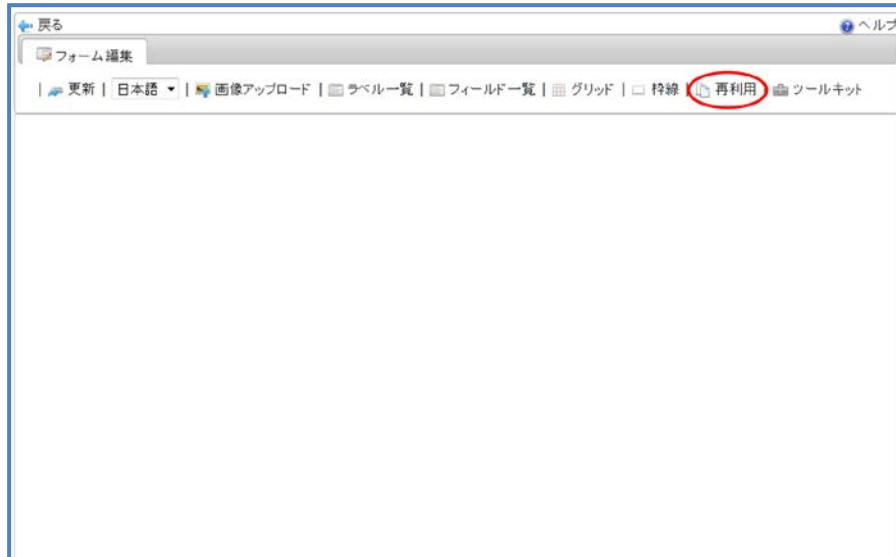 戻る
ヘルプ
フォーム編集
| 更新 | 日本語 | 画像アップロード | ラベル一覧 | フィールド一覧 | グリッド | 枠線 | 再利用 ツールキット